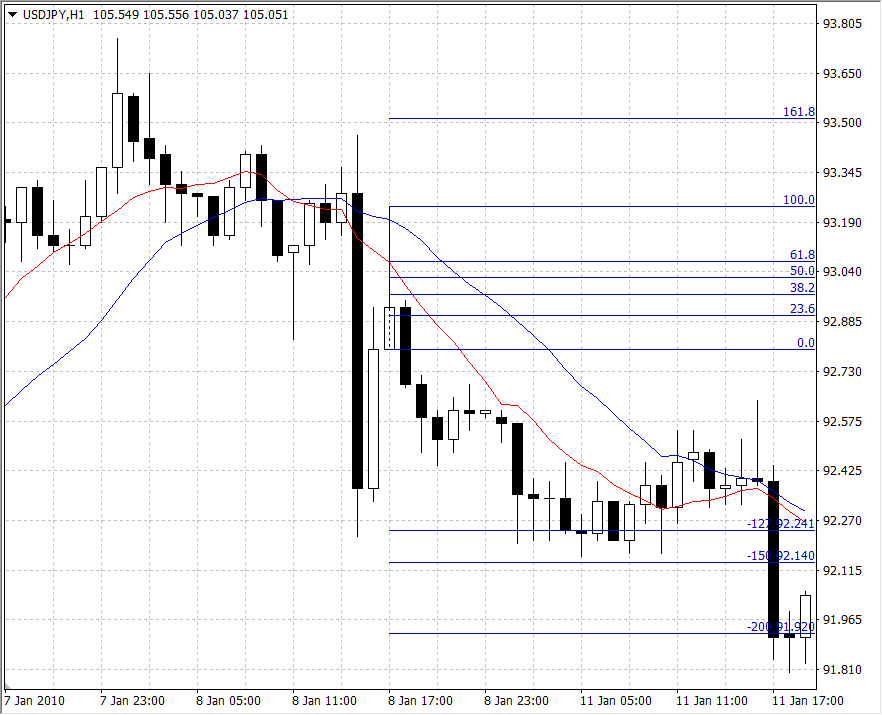 USDJPY,H1 105.549 105.556 105.037 105.051
93.805
93.650
161.8
93.500
93.345
100.0
93.190
61.8
50.0
93.040
38.2
23.6
92.885
0.0
92.730
92.575
92.425
-127 92.241
92.270
-150 92.140
92.115
-200 91.920
91.965
91.810
7 Jan 2010
7 Jan 23:00
8 Jan 05:00
8 Jan 11:00
8 Jan 17:00
8 Jan 23:00
11 Jan 05:00
11 Jan 11:00
11 Jan 17:00